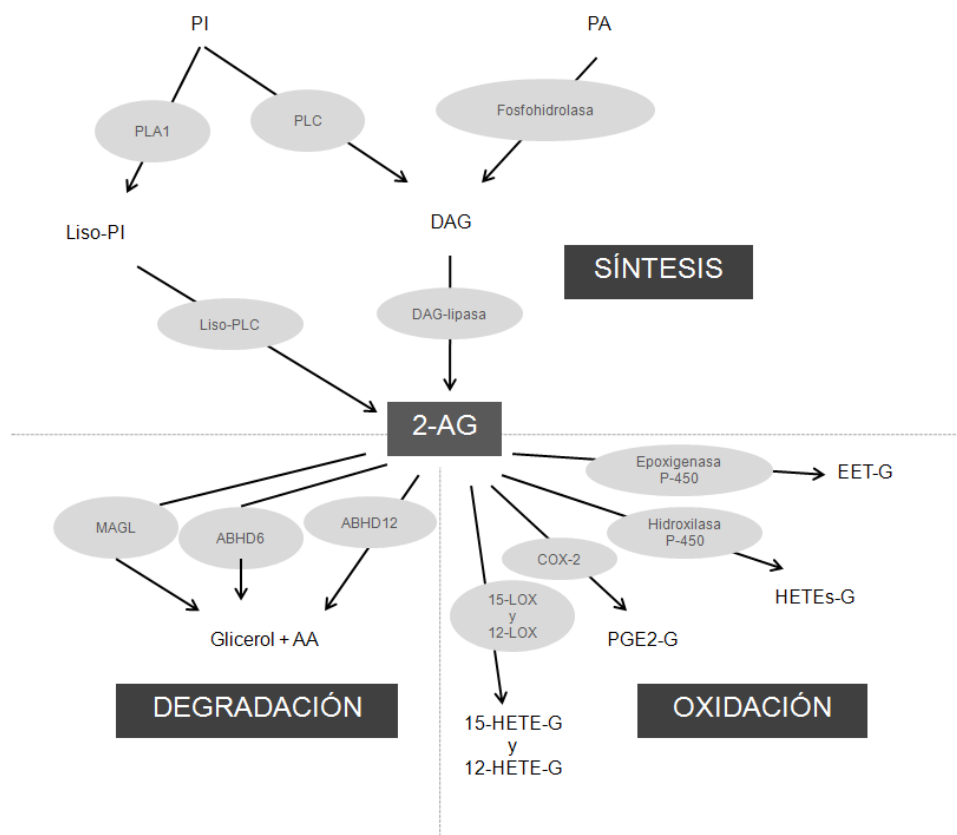 PI
PA
PLA1
PLC
Fosfohidrolasa
Liso-PI
DAG
SÍNTESIS
Liso-PLC
DAG-lipasa
2-AG
Epoxigenasa
P-450
EET-G
MAGL
ABHD6
ABHD12
Hidroxilasa
P-450
COX-2
HETEs-G
15-LOX
y
12-LOX
Glicerol + AA
PGE2-G
DEGRADACIÓN
OXIDACIÓN
15-HETE-G
y
12-HETE-G